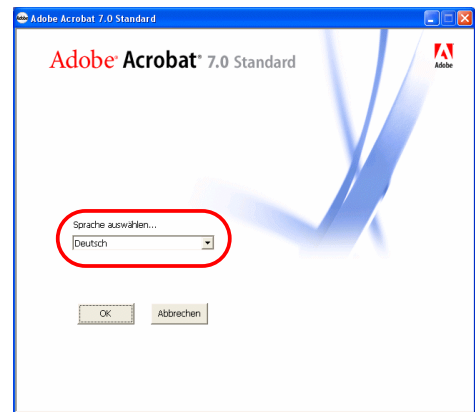 Adobe Acrobat 7.0 Standard
Adobe Acrobat 7.0 Standard
Adobe
Sprache auswählen...
Deutsch
OK
Abbrechen